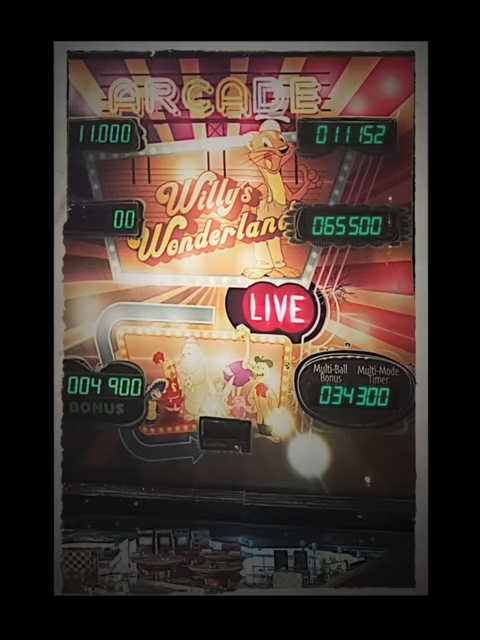 ARCADE
11.000
011152
Willy's
Wonderland
00
065500
LIVE
Multi-Ball
Bonus
Multi-Mode
Timer
034300
004900
BONUS